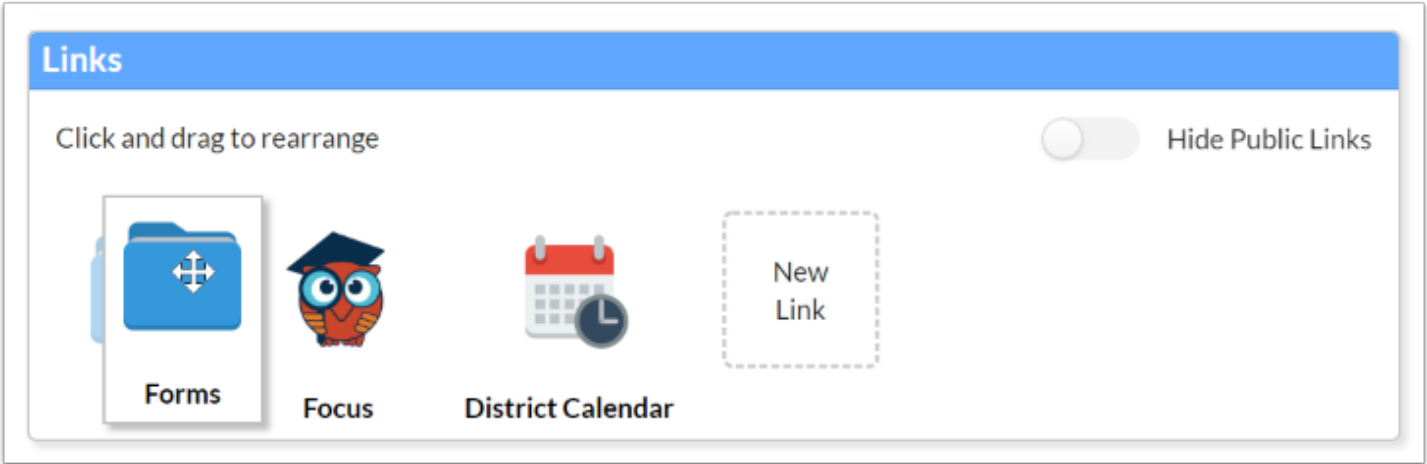 Links
Click and drag to rearrange
Hide Public Links
New
Link
Forms
Focus
District Calendar